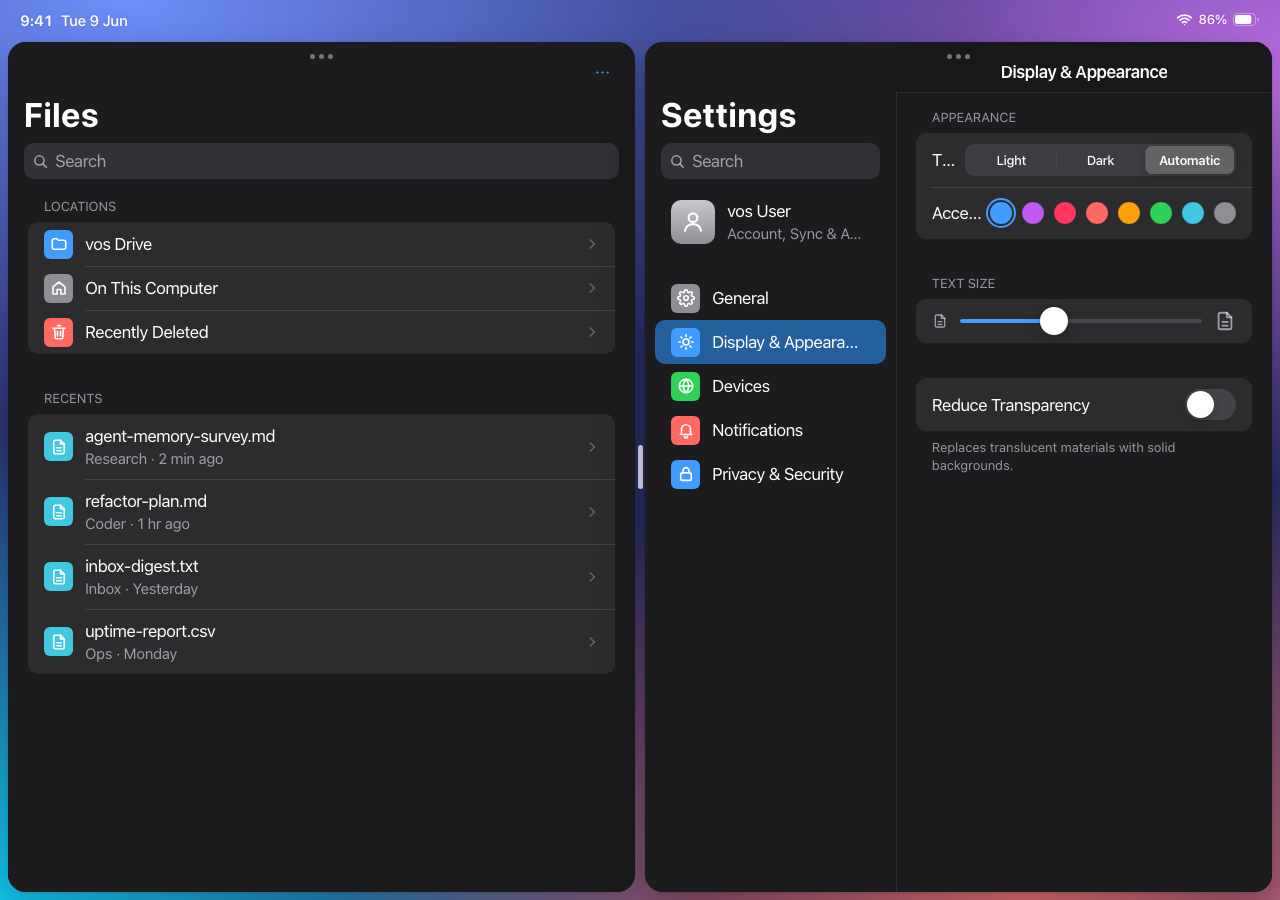 9:41 Tue 9 Jun
86%
Files
Search
LOCATIONS
vos Drive
On This Computer
Recently Deleted
RECENTS
agent-memory-survey.md
Research · 2 min ago
refactor-plan.md
Coder · 1 hr ago
inbox-digest.txt
Inbox · Yesterday
uptime-report.csv
Ops · Monday
Settings
Search
vos User
Account, Sync & A...
General
Display & Appeara...
Devices
Notifications
Privacy & Security
Display & Appearance
APPEARANCE
T... Light Dark Automatic
Acce...
TEXT SIZE
Reduce Transparency
Replaces translucent materials with solid
backgrounds.